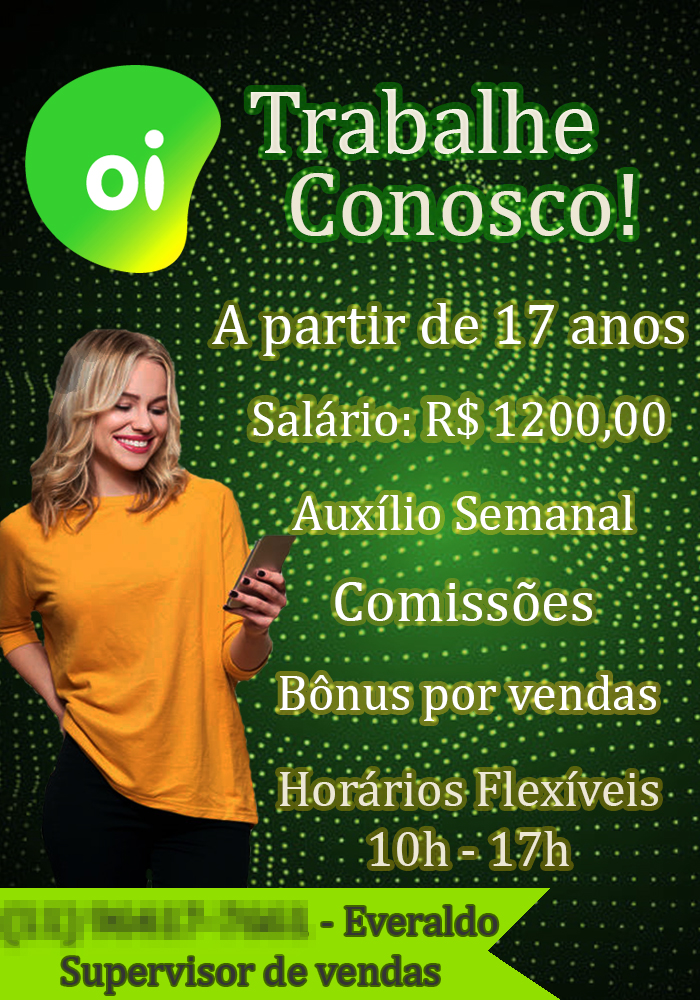 oi
Trabalhe
Conosco!
A partir de 17 anos
Salário: R$ 1200,00
Auxílio Semanal
Comissões
Bônus por vendas
Horários Flexíveis
10h - 17h
- Everaldo
Supervisor de vendas